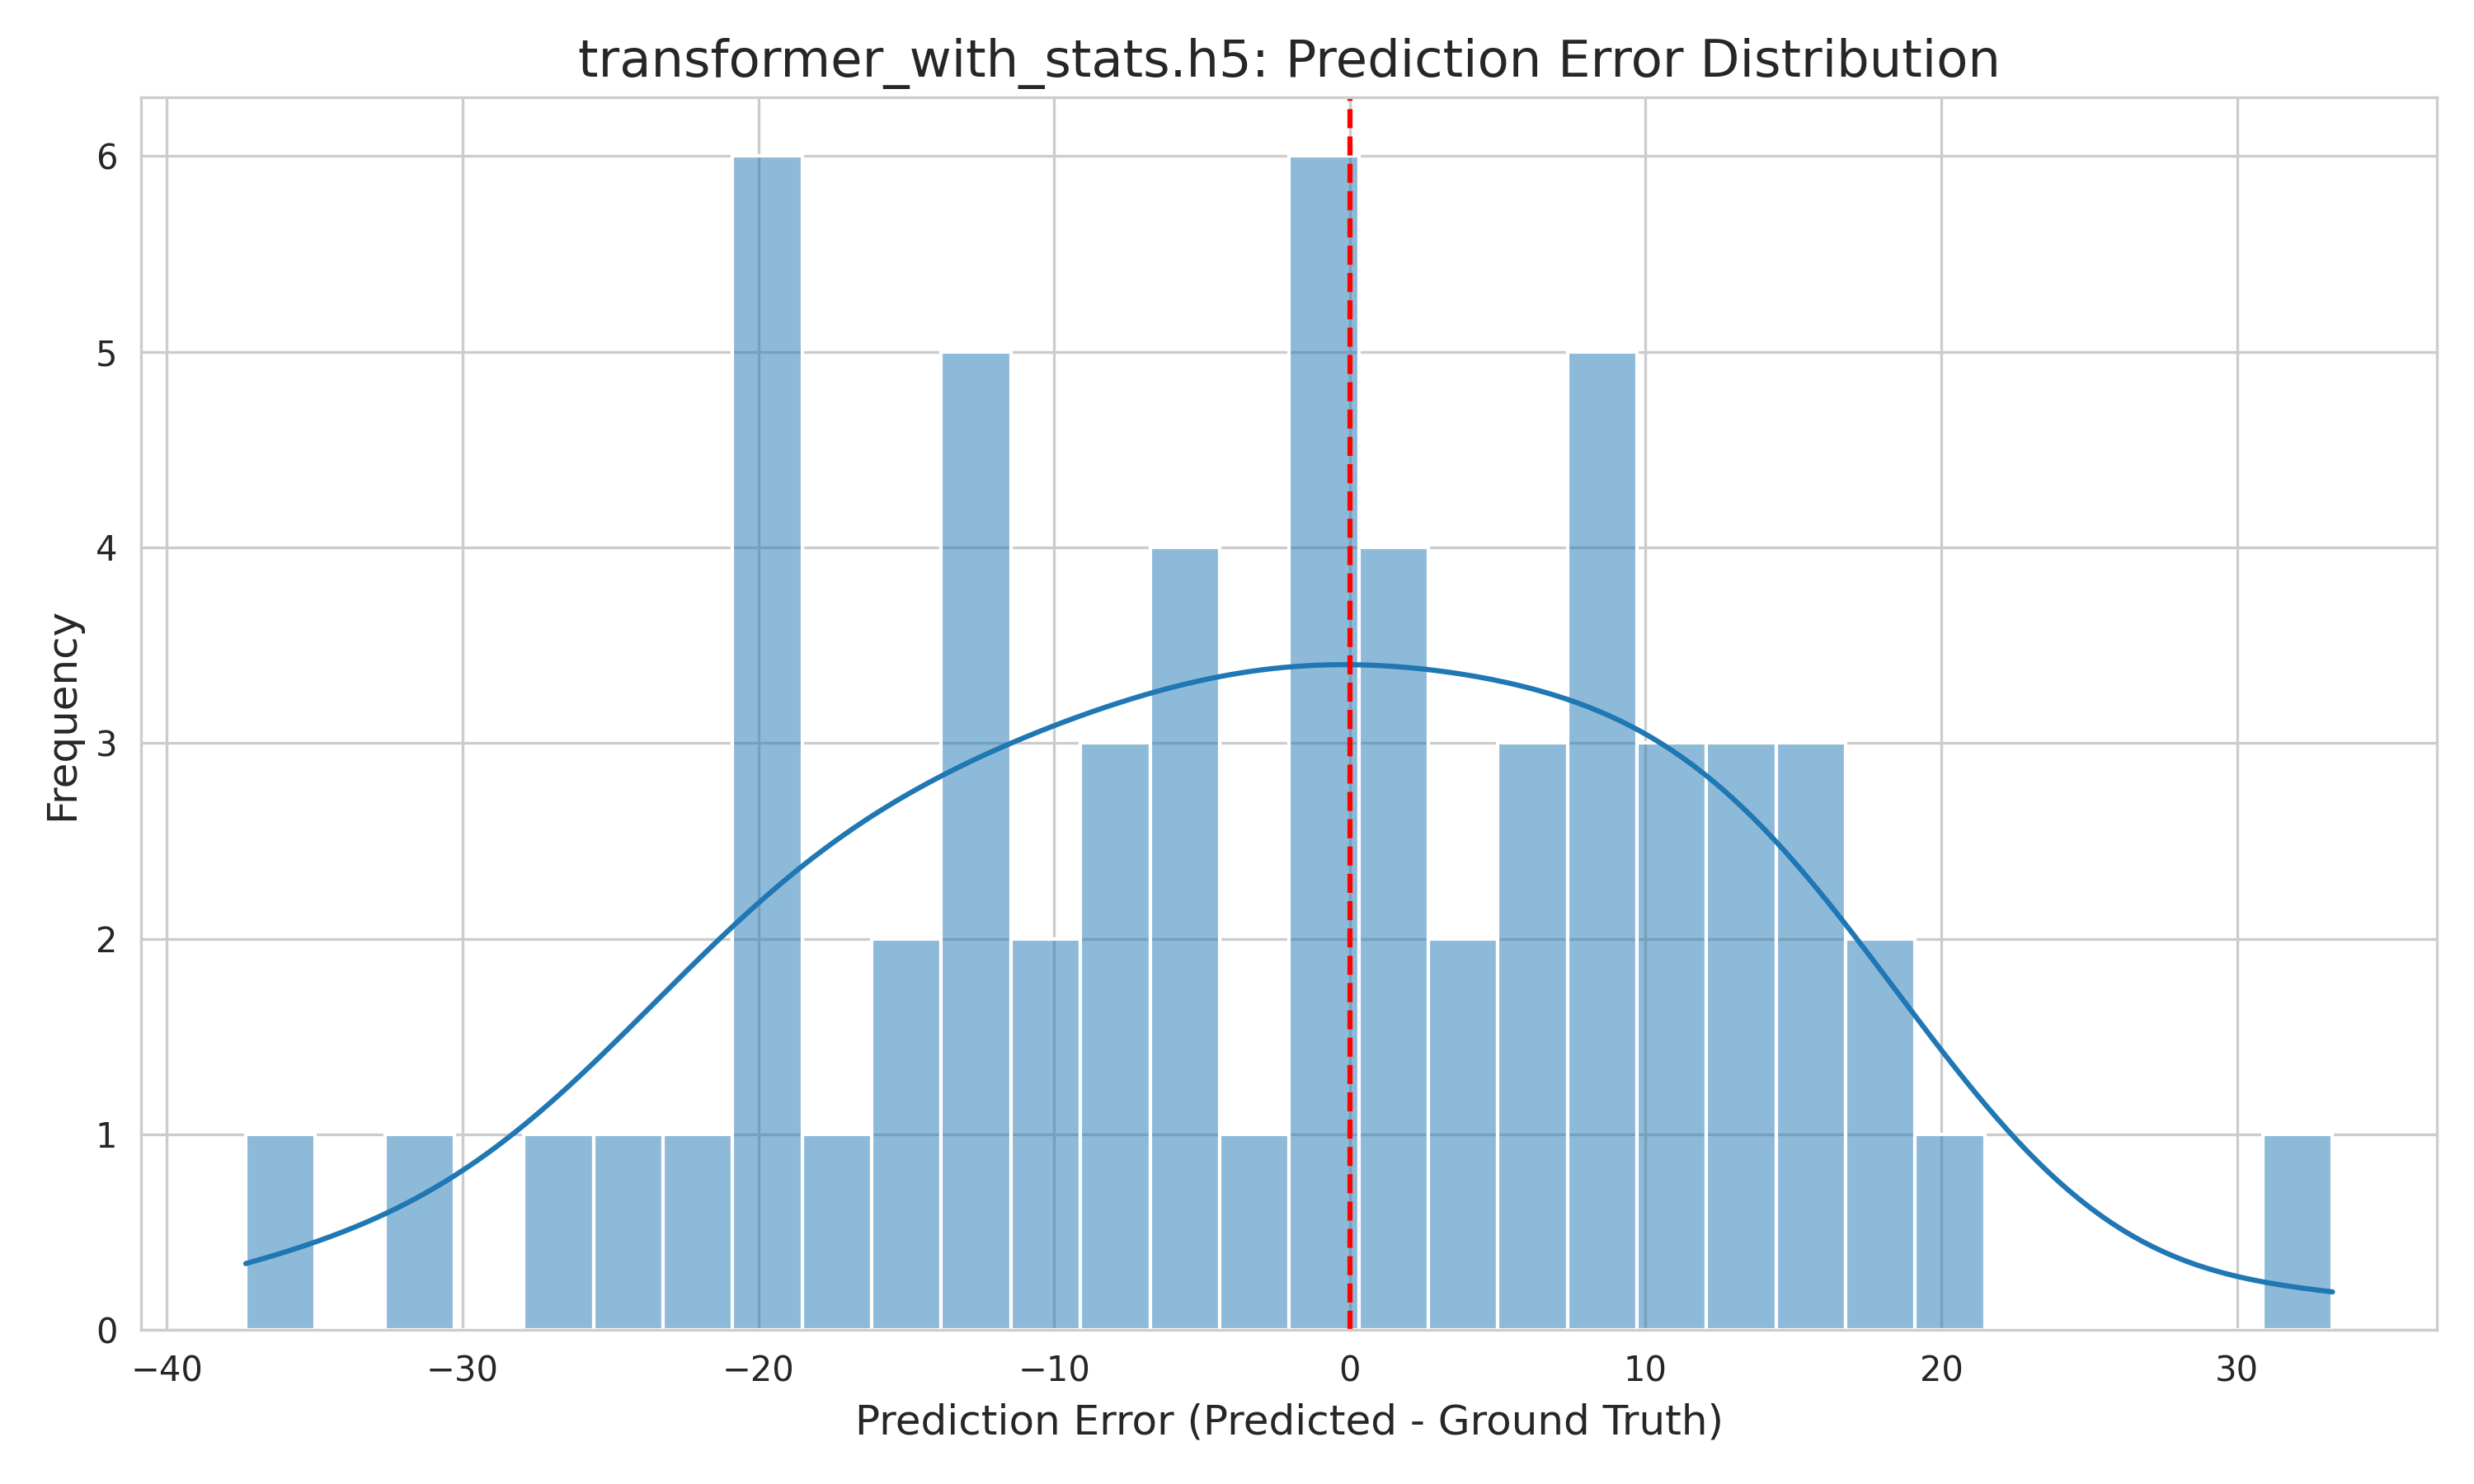 transformer_with_stats.h5: Prediction Error Distribution
6
5
4
3
2
1
0
Frequency
−40 −30 −20 −10 0 10 20 30
Prediction Error (Predicted - Ground Truth)